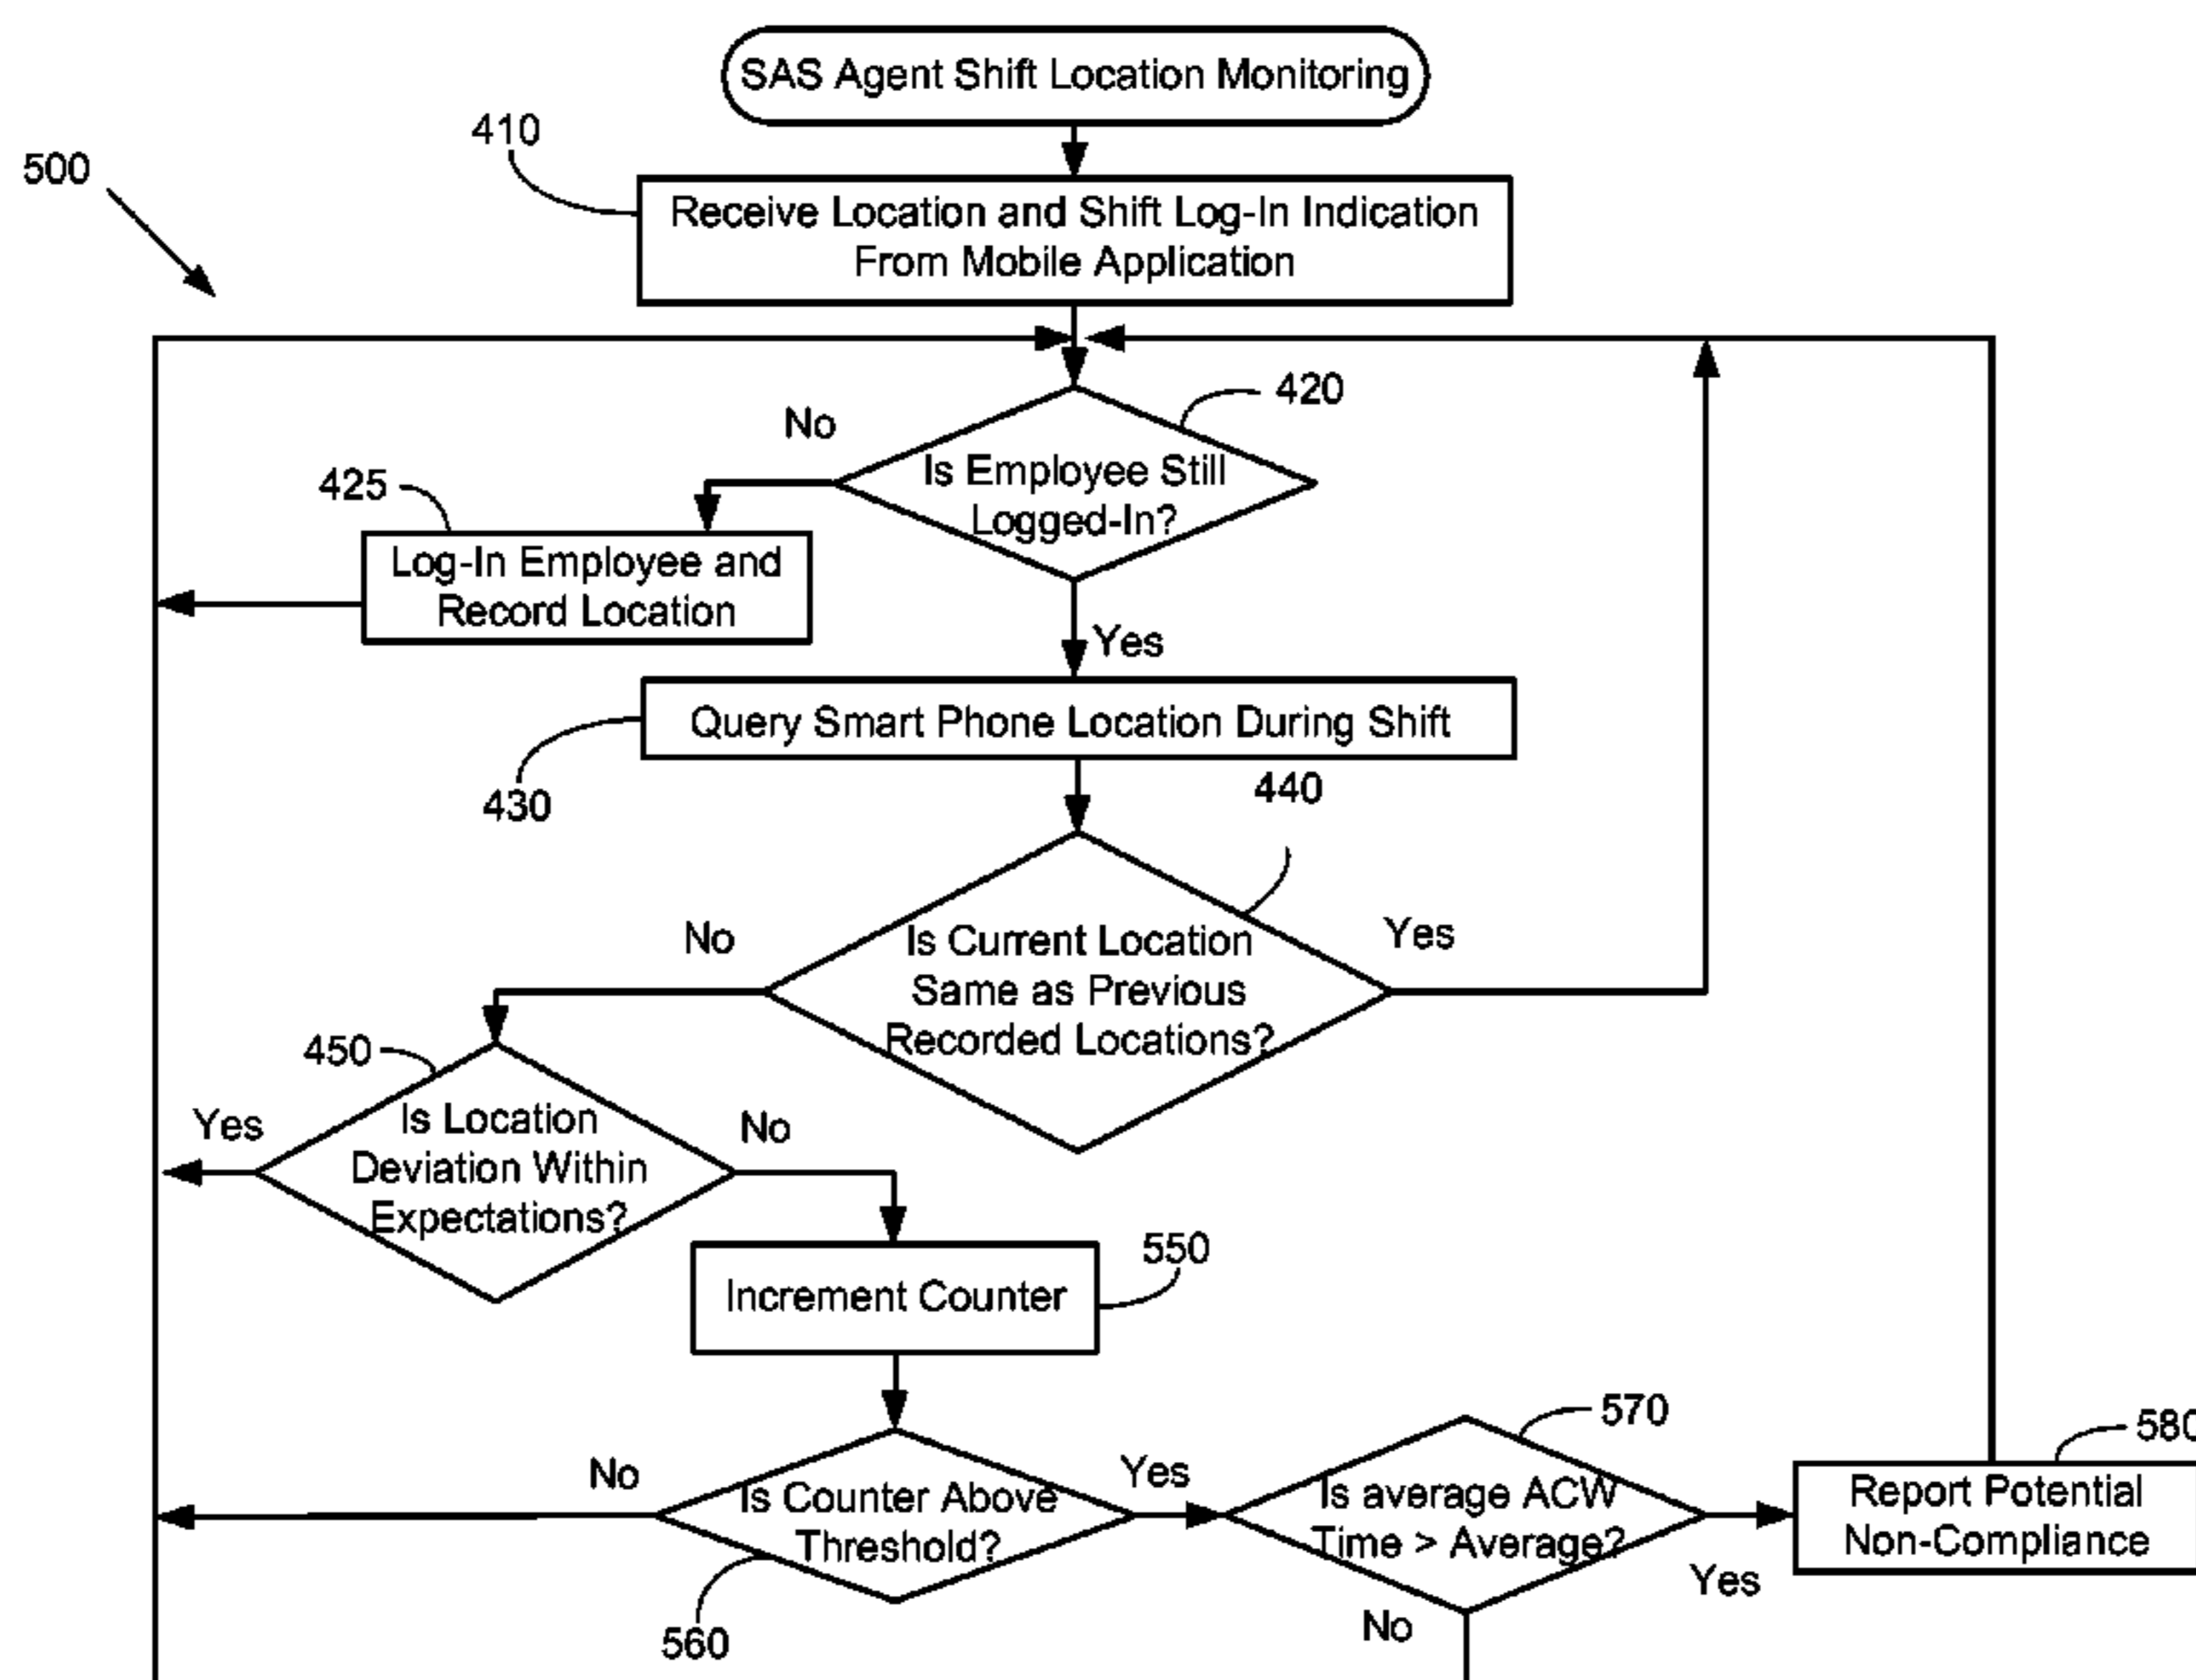 SAS Agent Shift Location Monitoring
410
500
Receive Location and Shift Log-In Indication
From Mobile Application
420
No
Is Employee Still
Logged-In?
425
Log-In Employee and
Record Location
Yes
Query Smart Phone Location During Shift
430
440
No
Is Current Location
Same as Previous
Recorded Locations?
Yes
450
Yes
Is Location
Deviation Within
Expectations?
No
550
Increment Counter
570
580
No
Is Counter Above
Threshold?
Yes
Is average ACW
Time > Average?
Yes
Report Potential
Non-Compliance
560
No